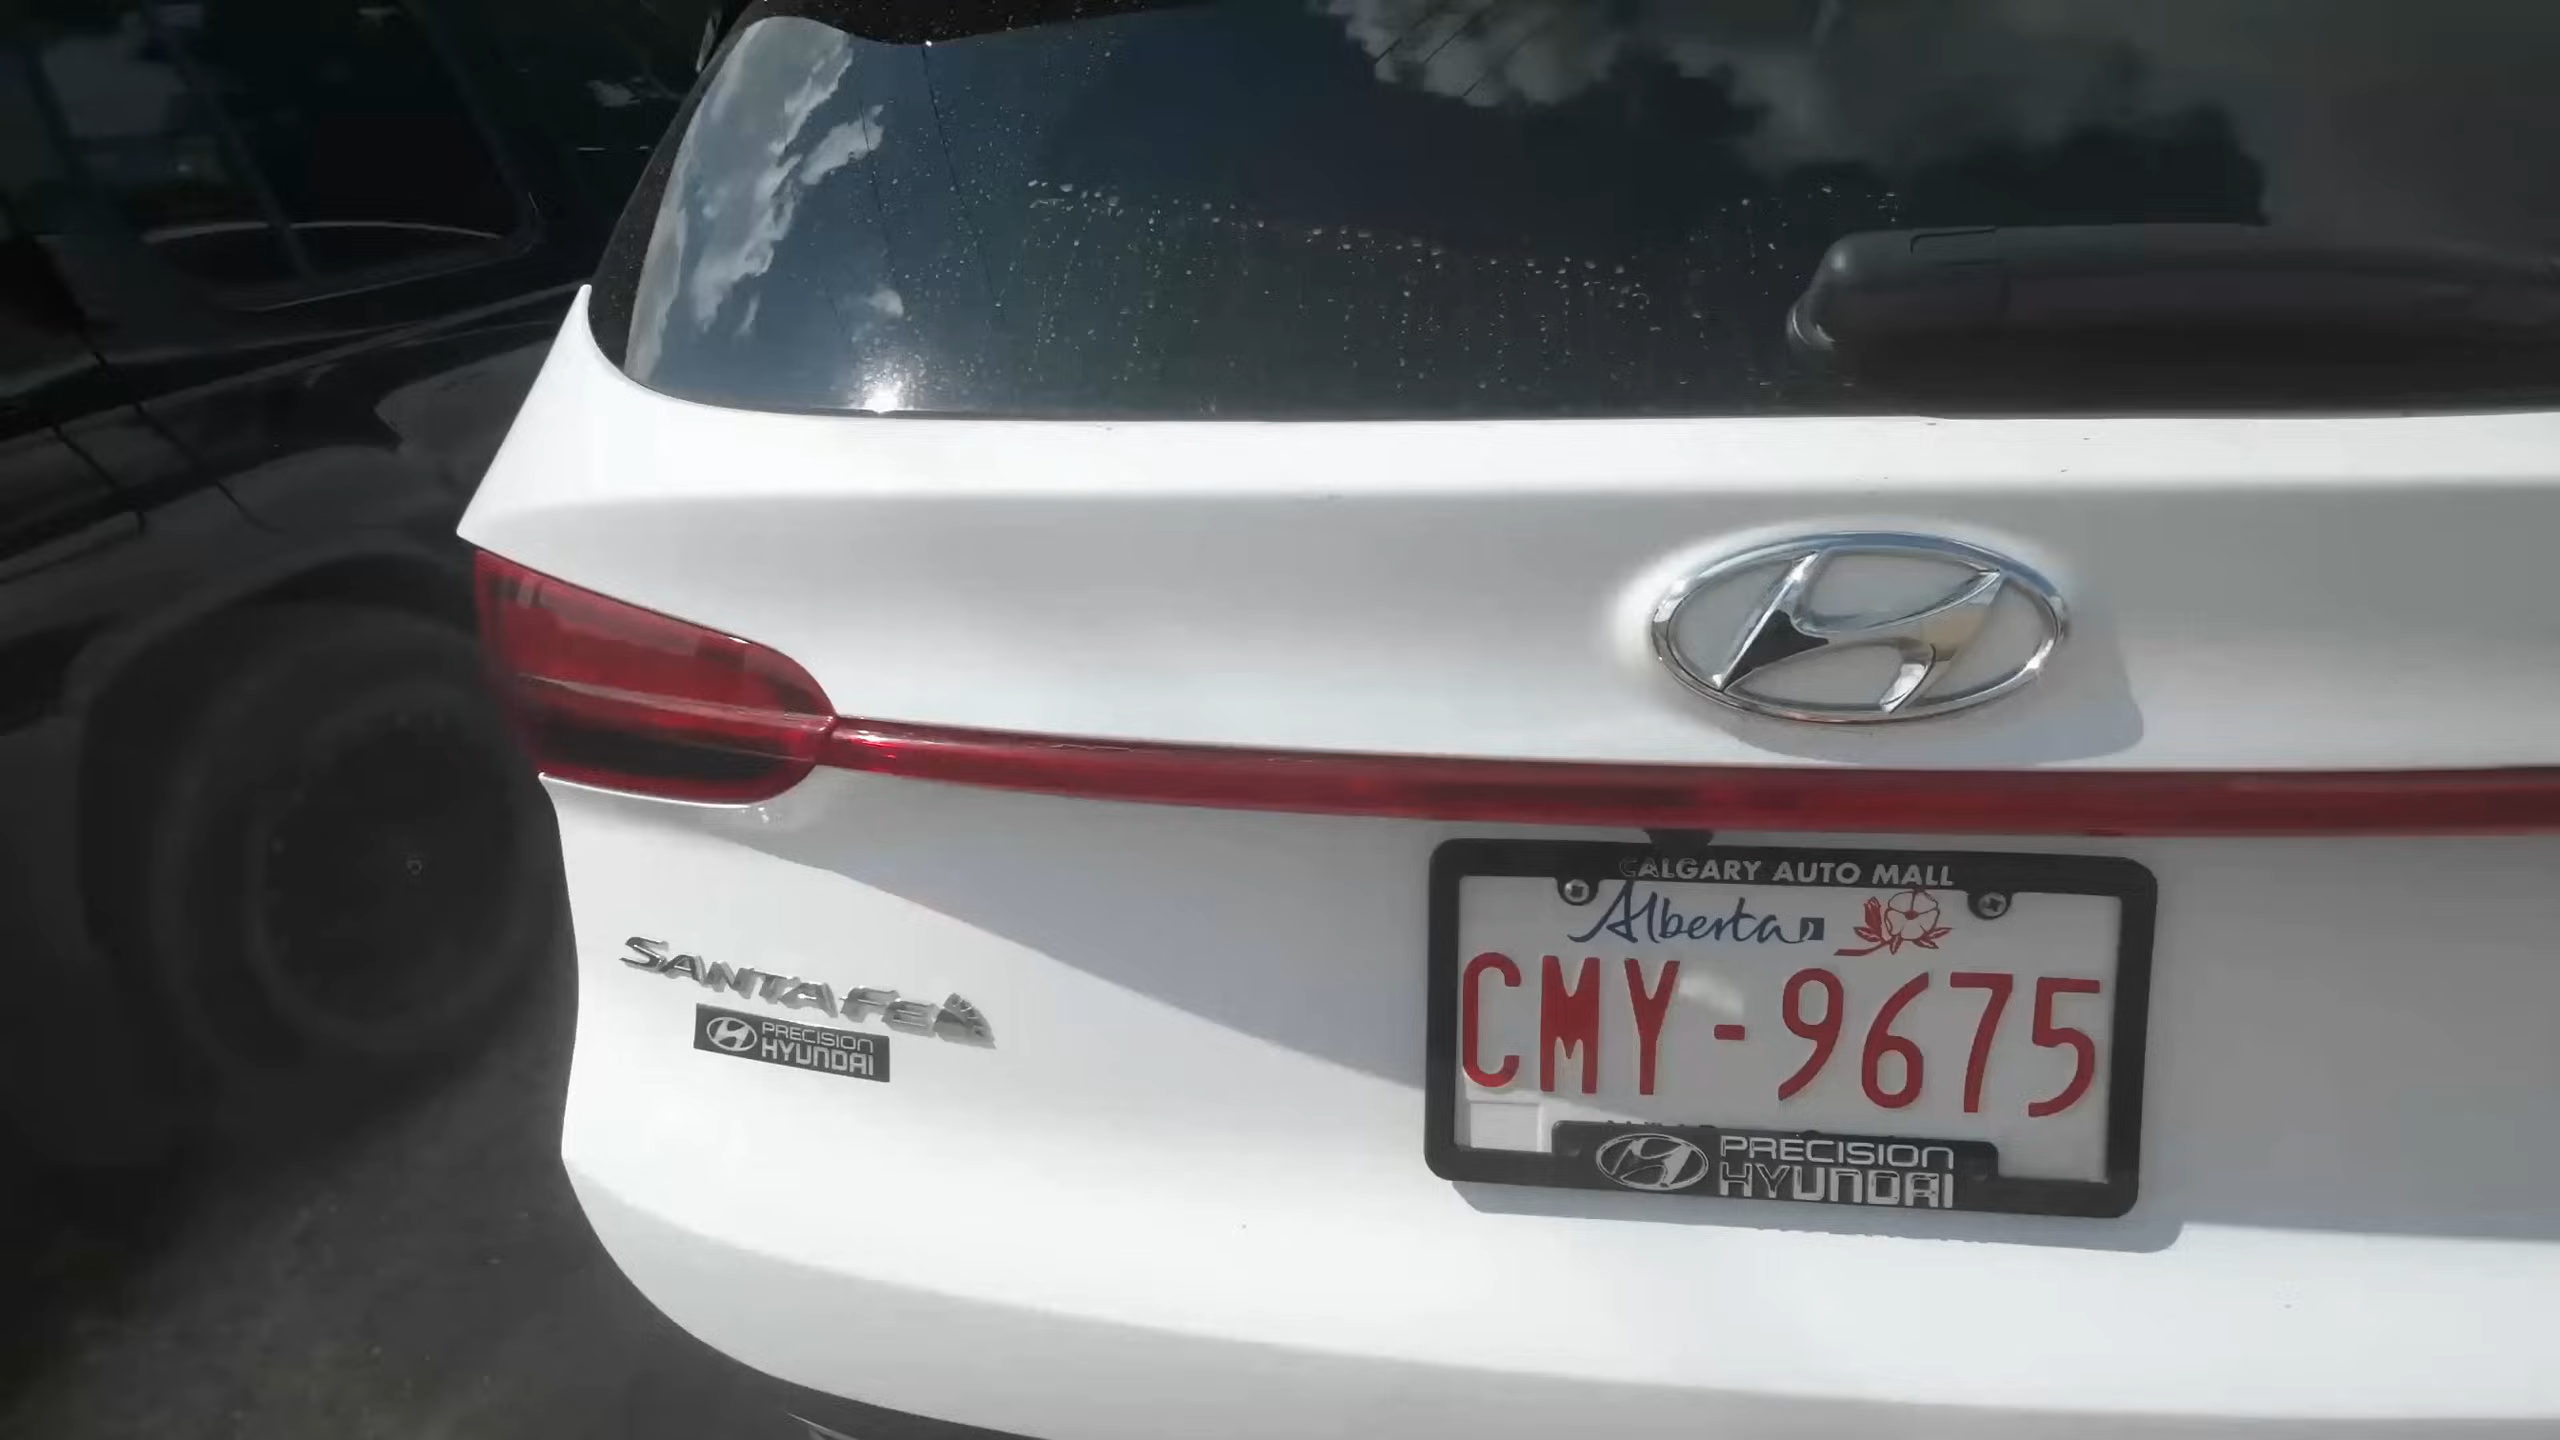 CALGARY AUTO MALL
Alberta
CMY-9675
PRECISION
HYUNDAI
SANTA FE
PRECISION
HYUNDAI